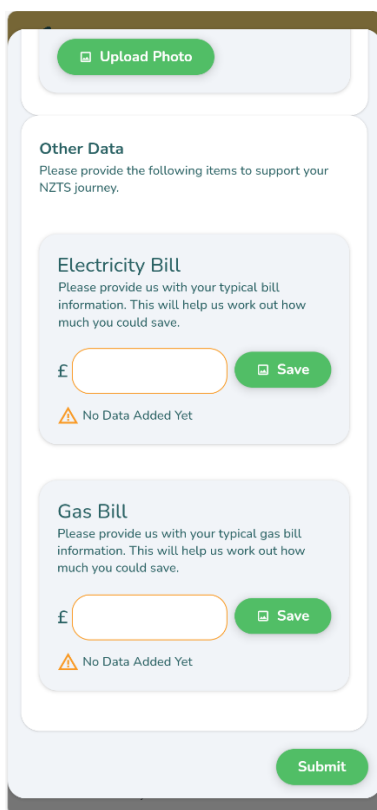 Upload Photo
Other Data
Please provide the following items to support your
NZTS journey.
Electricity Bill
Please provide us with your typical bill
information. This will help us work out how
much you could save.
£
Save
No Data Added Yet
Gas Bill
Please provide us with your typical gas bill
information. This will help us work out how
much you could save.
£
Save
No Data Added Yet
Submit